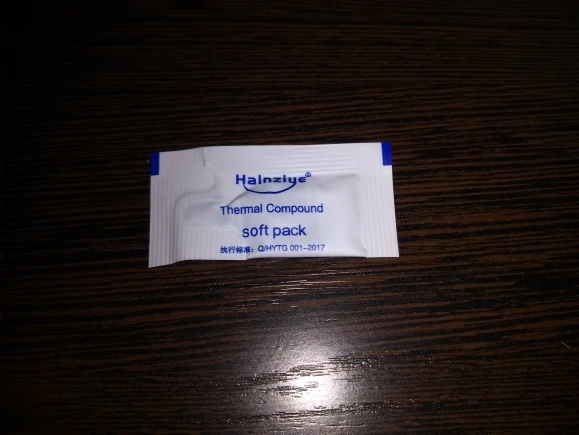 Halnziye®
Thermal Compound
soft pack
执行标准：Q/HYTG 001-2017